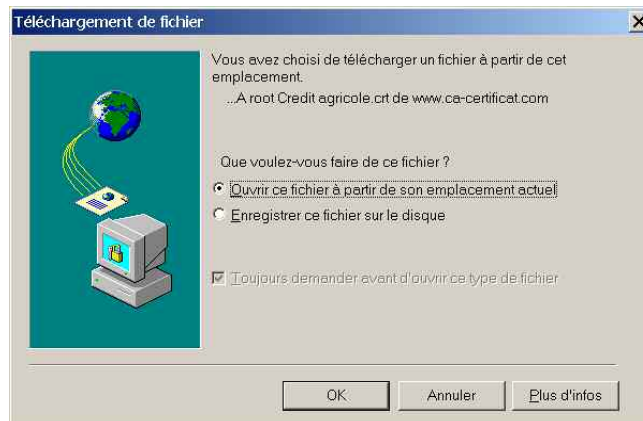 Téléchargement de fichier
Vous avez choisi de télécharger un fichier à partir de cet
emplacement.
...A root Credit agricole.crt de www.ca-certificat.com
Que voulez-vous faire de ce fichier ?
Ouvrir ce fichier à partir de son emplacement actuel
Enregistrer ce fichier sur le disque
Toujours demander avant d'ouvrir ce type de fichier
OK
Annuler
Plus d'infos